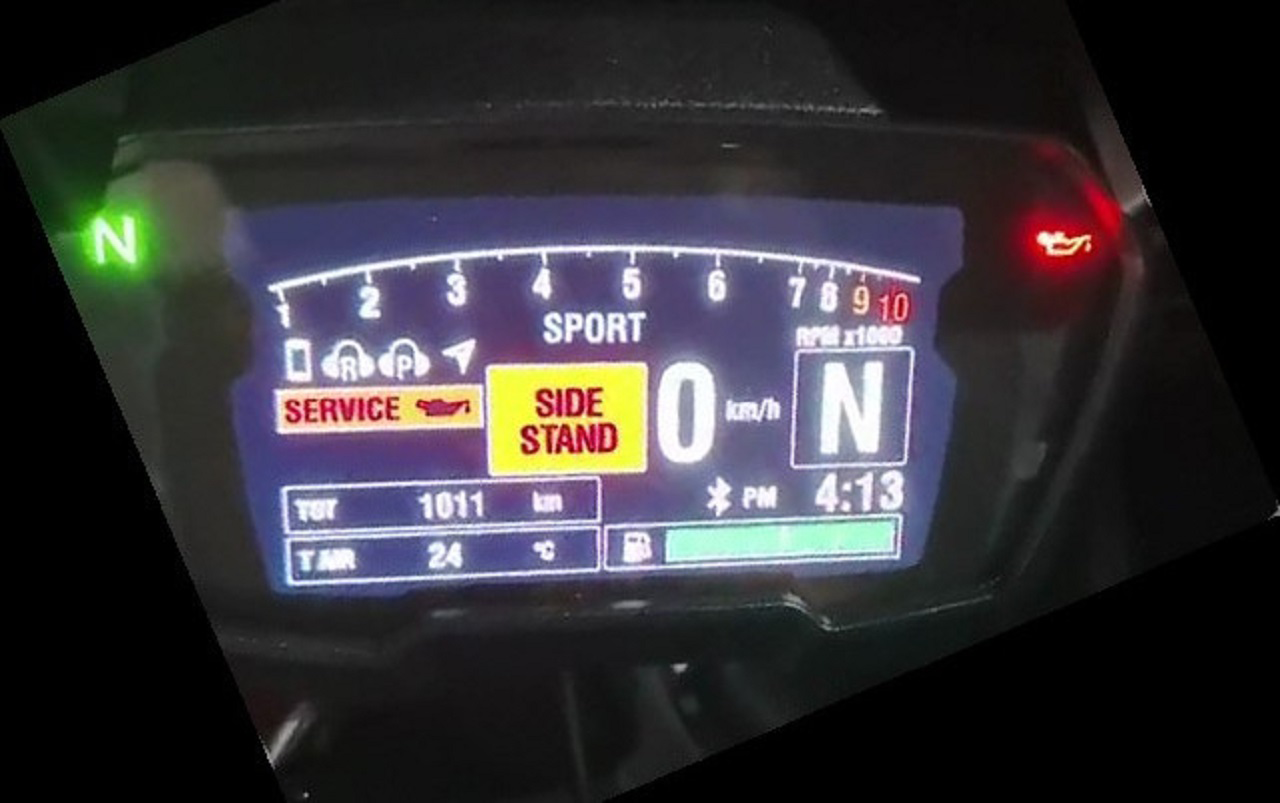 N
1 2 3 4 5 6 7 8 9 10
SPORT
RPM x1000
R P
SERVICE
SIDE
STAND
0 km/h
N
TOT 1011 km
PM 4:13
T AIR 24 °C